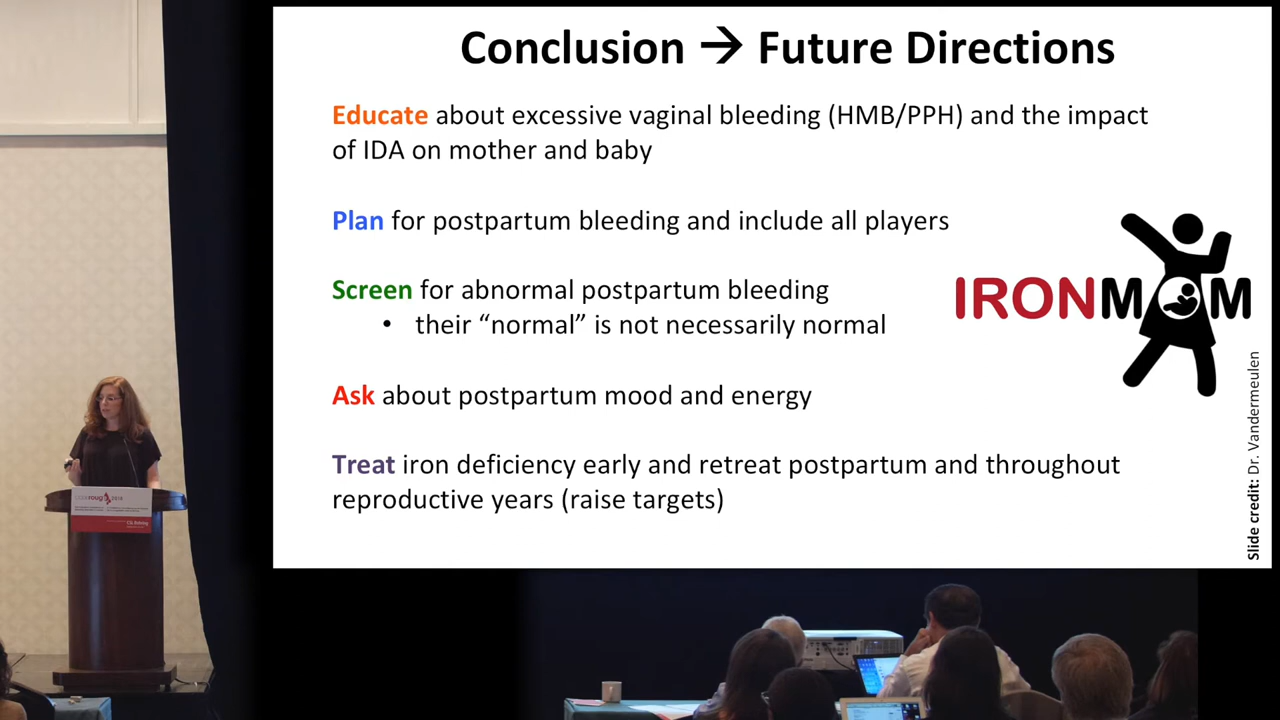 Conclusion → Future Directions
Educate about excessive vaginal bleeding (HMB/PPH) and the impact
of IDA on mother and baby
Plan for postpartum bleeding and include all players
Screen for abnormal postpartum bleeding
• their “normal” is not necessarily normal
Ask about postpartum mood and energy
Treat iron deficiency early and retreat postpartum and throughout
reproductive years (raise targets)
IRONMOM
Slide credit: Dr. Vandermeulen
2018
CSL Behring